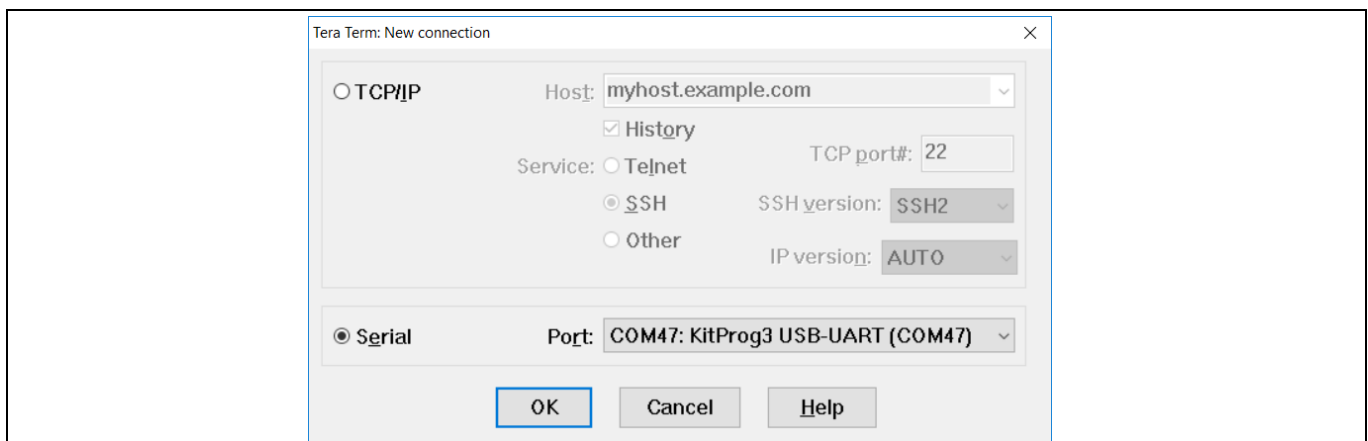 Tera Term: New connection
TCP/IP Host: myhost.example.com
History
Service: Telnet TCP port#: 22
SSH SSH version: SSH2
Other IP version: AUTO
Serial Port: COM47: KitProg3 USB-UART (COM47)
OK Cancel Help